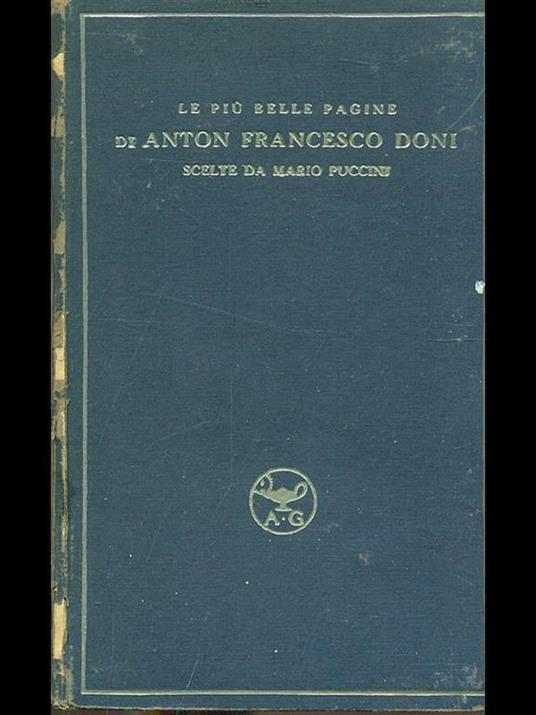 LE PIÙ BELLE PAGINE
DI ANTON FRANCESCO DONI
SCELTE DA MARIO PUCCINI
A·G